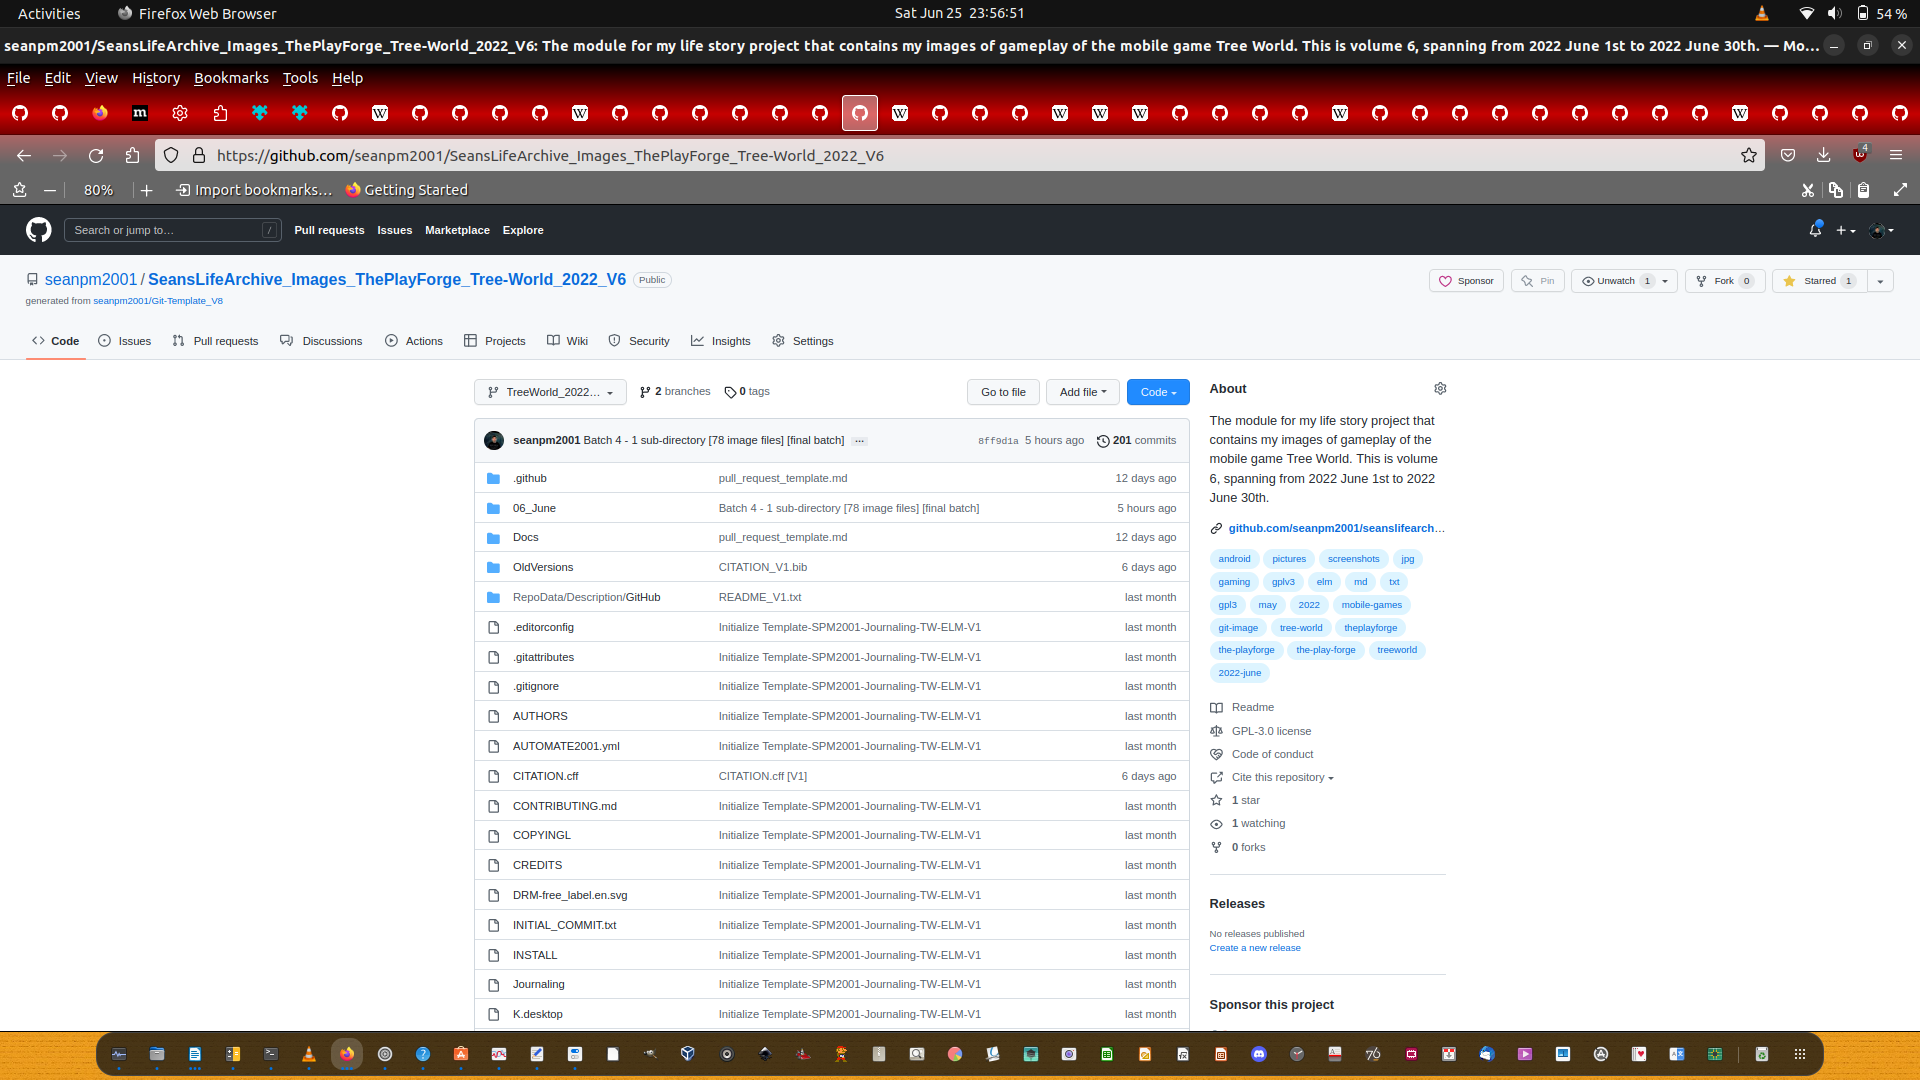 Activities
Firefox Web Browser
Sat Jun 25 23:56:51
54 %
seanpm2001/SeansLifeArchive_Images_ThePlayForge_Tree-World_2022_V6: The module for my life story project that contains my images of gameplay of the mobile game Tree World. This is volume 6, spanning from 2022 June 1st to 2022 June 30th. — Mo…
File Edit View History Bookmarks Tools Help
https://github.com/seanpm2001/SeansLifeArchive_Images_ThePlayForge_Tree-World_2022_V6
4
80%
Import bookmarks…
Getting Started
Search or jump to…
/
Pull requests Issues Marketplace Explore
seanpm2001 / SeansLifeArchive_Images_ThePlayForge_Tree-World_2022_V6 Public
Sponsor Pin Unwatch 1 Fork 0 Starred 1
generated from seanpm2001/Git-Template_V8
Code Issues Pull requests Discussions Actions Projects Wiki Security Insights Settings
TreeWorld_2022… 2 branches 0 tags
Go to file Add file Code
seanpm2001 Batch 4 - 1 sub-directory [78 image files] [final batch] … 8ff9d1a 5 hours ago 201 commits
.github pull_request_template.md 12 days ago
06_June Batch 4 - 1 sub-directory [78 image files] [final batch] 5 hours ago
Docs pull_request_template.md 12 days ago
OldVersions CITATION_V1.bib 6 days ago
RepoData/Description/GitHub README_V1.txt last month
.editorconfig Initialize Template-SPM2001-Journaling-TW-ELM-V1 last month
.gitattributes Initialize Template-SPM2001-Journaling-TW-ELM-V1 last month
.gitignore Initialize Template-SPM2001-Journaling-TW-ELM-V1 last month
AUTHORS Initialize Template-SPM2001-Journaling-TW-ELM-V1 last month
AUTOMATE2001.yml Initialize Template-SPM2001-Journaling-TW-ELM-V1 last month
CITATION.cff CITATION.cff [V1] 6 days ago
CONTRIBUTING.md Initialize Template-SPM2001-Journaling-TW-ELM-V1 last month
COPYINGL Initialize Template-SPM2001-Journaling-TW-ELM-V1 last month
CREDITS Initialize Template-SPM2001-Journaling-TW-ELM-V1 last month
DRM-free_label.en.svg Initialize Template-SPM2001-Journaling-TW-ELM-V1 last month
INITIAL_COMMIT.txt Initialize Template-SPM2001-Journaling-TW-ELM-V1 last month
INSTALL Initialize Template-SPM2001-Journaling-TW-ELM-V1 last month
Journaling Initialize Template-SPM2001-Journaling-TW-ELM-V1 last month
K.desktop Initialize Template-SPM2001-Journaling-TW-ELM-V1 last month
About
The module for my life story project that
contains my images of gameplay of the
mobile game Tree World. This is volume
6, spanning from 2022 June 1st to 2022
June 30th.
github.com/seanpm2001/seanslifearch…
android pictures screenshots jpg
gaming gplv3 elm md txt
gpl3 may 2022 mobile-games
git-image tree-world theplayforge
the-playforge the-play-forge treeworld
2022-june
Readme
GPL-3.0 license
Code of conduct
Cite this repository
1 star
1 watching
0 forks
Releases
No releases published
Create a new release
Sponsor this project